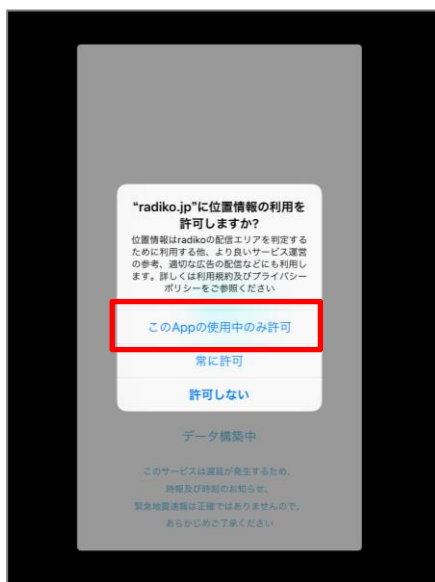 “radiko.jp”に位置情報の利用を
許可しますか?
位置情報はradikoの配信エリアを判定する
ために利用する他、より良いサービス運営
の参考、適切な広告の配信などにも利用し
ます。詳しくは利用規約及びプライバシー
ポリシーをご参照ください
このAppの使用中のみ許可
常に許可
許可しない
データ構築中
このサービスは遅延が発生するため、
時報及び時刻のお知らせ、
緊急地震速報は正確ではありませんので、
あらかじめご了承ください